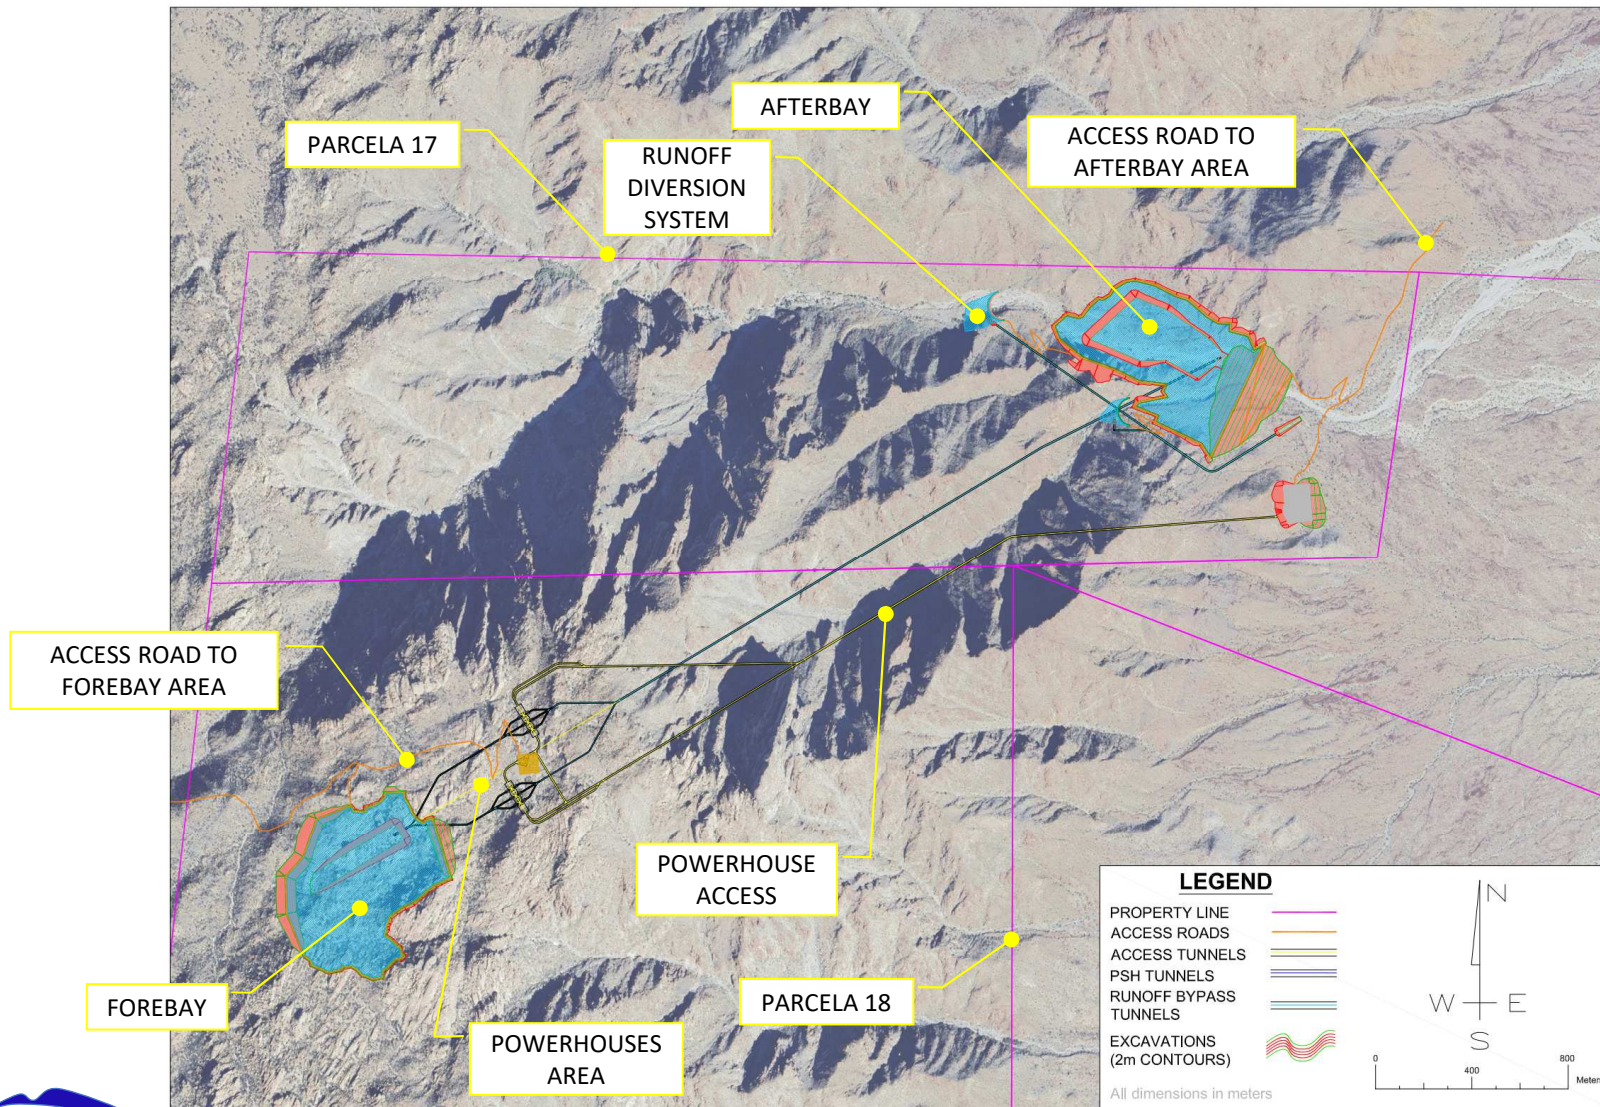 AFTERBAY
PARCELA 17
RUNOFF
DIVERSION
SYSTEM
ACCESS ROAD TO
AFTERBAY AREA
ACCESS ROAD TO
FOREBAY AREA
POWERHOUSE
ACCESS
FOREBAY
PARCELA 18
POWERHOUSES
AREA
LEGEND
PROPERTY LINE
ACCESS ROADS
ACCESS TUNNELS
PSH TUNNELS
RUNOFF BYPASS
TUNNELS
EXCAVATIONS
(2m CONTOURS)
All dimensions in meters
N
W E
S
0 800
400
Meters